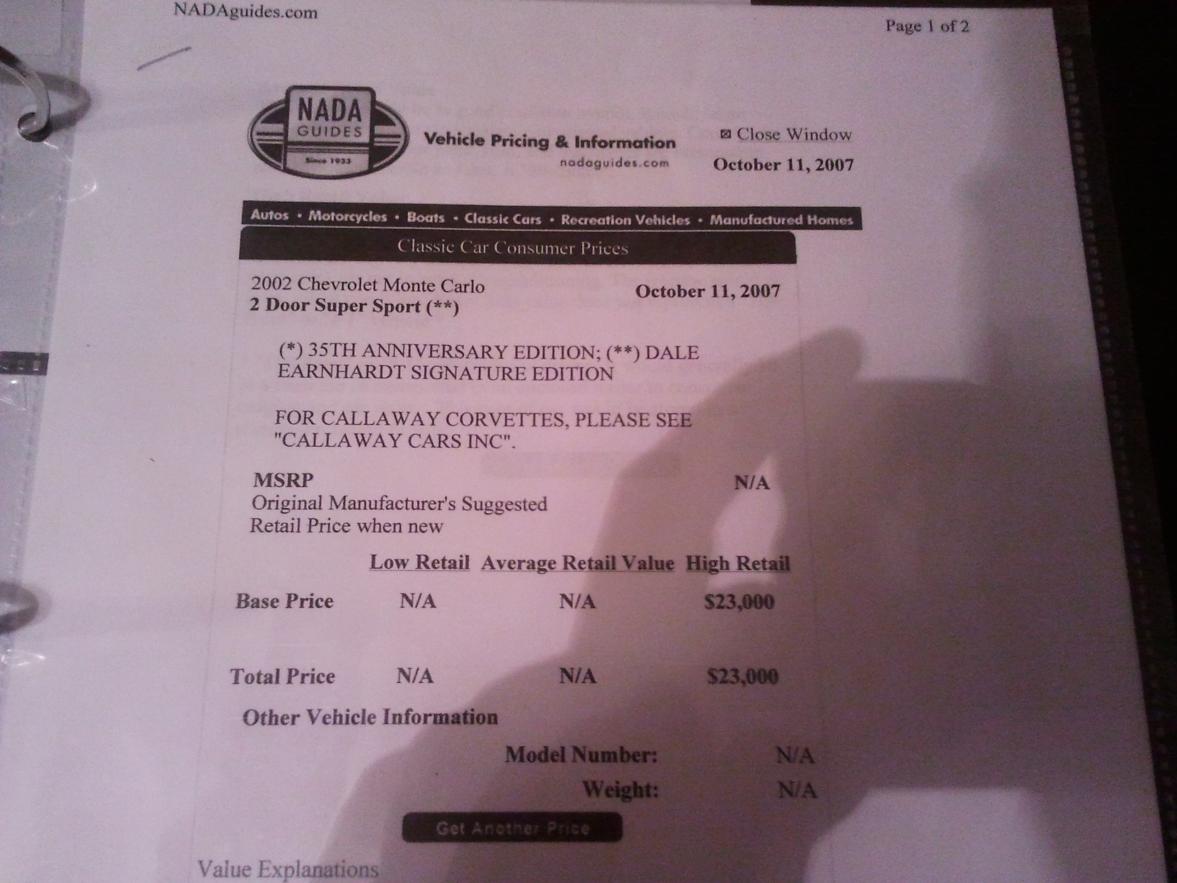 NADAguides.com
Page 1 of 2
NADA
GUIDES
Since 1933
Vehicle Pricing & Information
nadaguides.com
Close Window
October 11, 2007
Autos • Motorcycles • Boats • Classic Cars • Recreation Vehicles • Manufactured Homes
Classic Car Consumer Prices
2002 Chevrolet Monte Carlo
2 Door Super Sport (**)
October 11, 2007
(*) 35TH ANNIVERSARY EDITION; (**) DALE
EARNHARDT SIGNATURE EDITION
FOR CALLAWAY CORVETTES, PLEASE SEE
"CALLAWAY CARS INC".
MSRP N/A
Original Manufacturer's Suggested
Retail Price when new
Low Retail Average Retail Value High Retail
Base Price N/A N/A $23,000
Total Price N/A N/A $23,000
Other Vehicle Information
Model Number: N/A
Weight: N/A
Get Another Price
Value Explanations